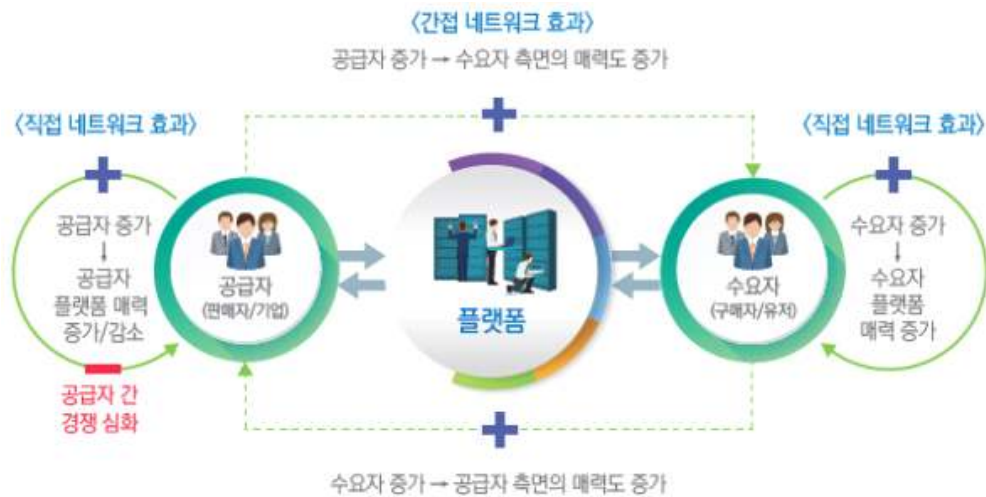 〈간접 네트워크 효과〉
공급자 증가 → 수요자 측면의 매력도 증가
〈직접 네트워크 효과〉
공급자 증가
↓
공급자
플랫폼 매력
증가/감소
공급자 간
경쟁 심화
공급자
(판매자/기업)
플랫폼
수요자
(구매자/유저)
〈직접 네트워크 효과〉
수요자 증가
↓
수요자
플랫폼
매력 증가
수요자 증가 → 공급자 측면의 매력도 증가